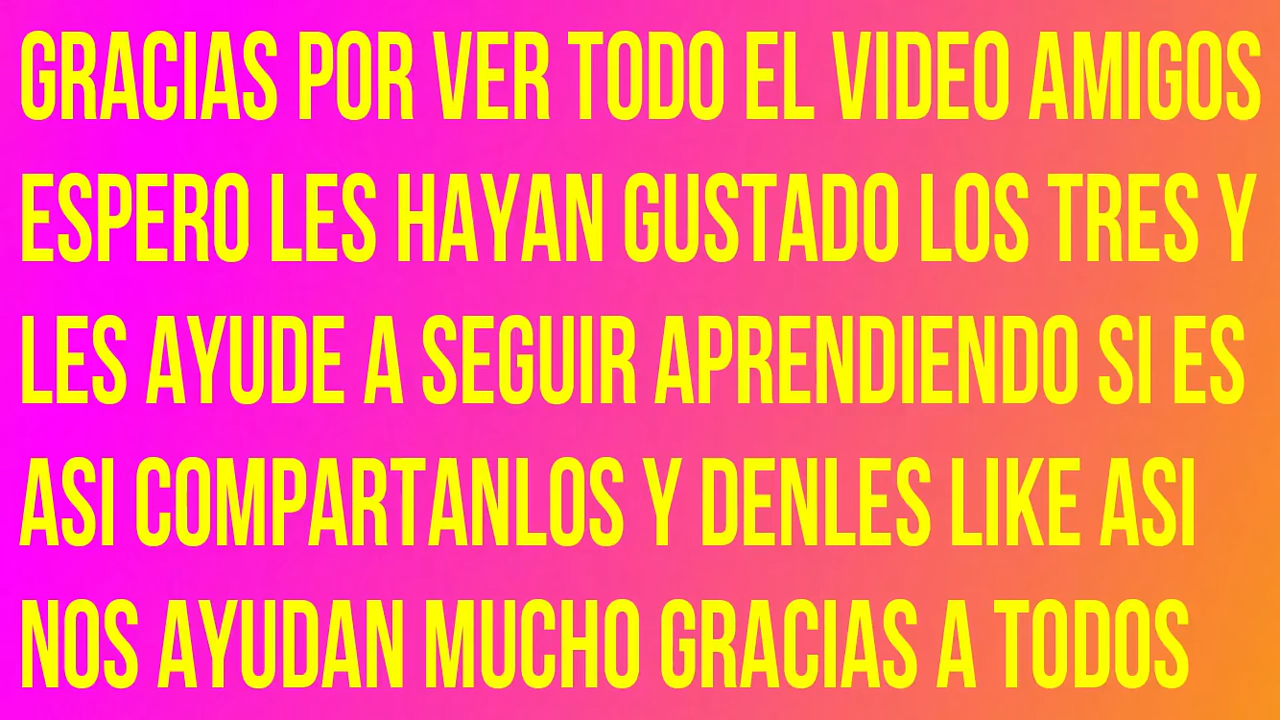 GRACIAS POR VER TODO EL VIDEO AMIGOS
ESPERO LES HAYAN GUSTADO LOS TRES Y
LES AYUDE A SEGUIR APRENDIENDO SI ES
ASI COMPARTANLOS Y DENLES LIKE ASI
NOS AYUDAN MUCHO GRACIAS A TODOS